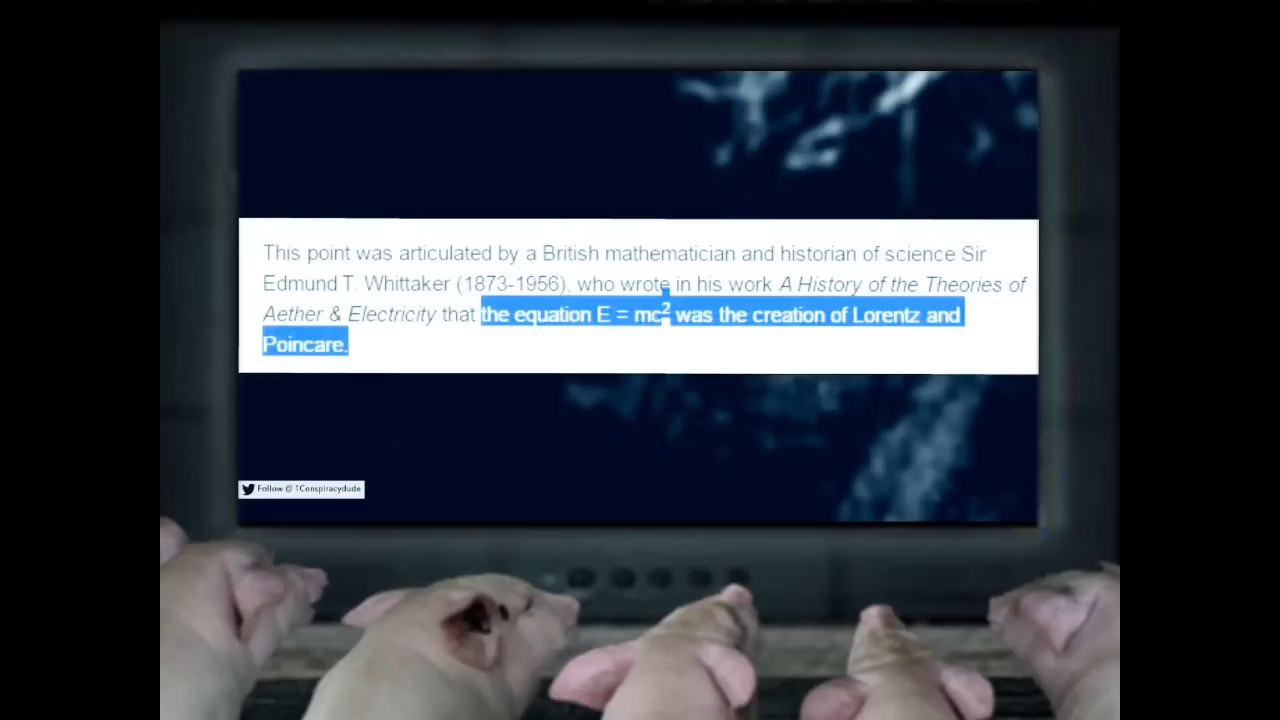 This point was articulated by a British mathematician and historian of science Sir
Edmund T. Whittaker (1873-1956), who wrote in his work A History of the Theories of
Aether & Electricity that the equation E = mc² was the creation of Lorentz and
Poincare.
Follow @ 1Conspiracydude